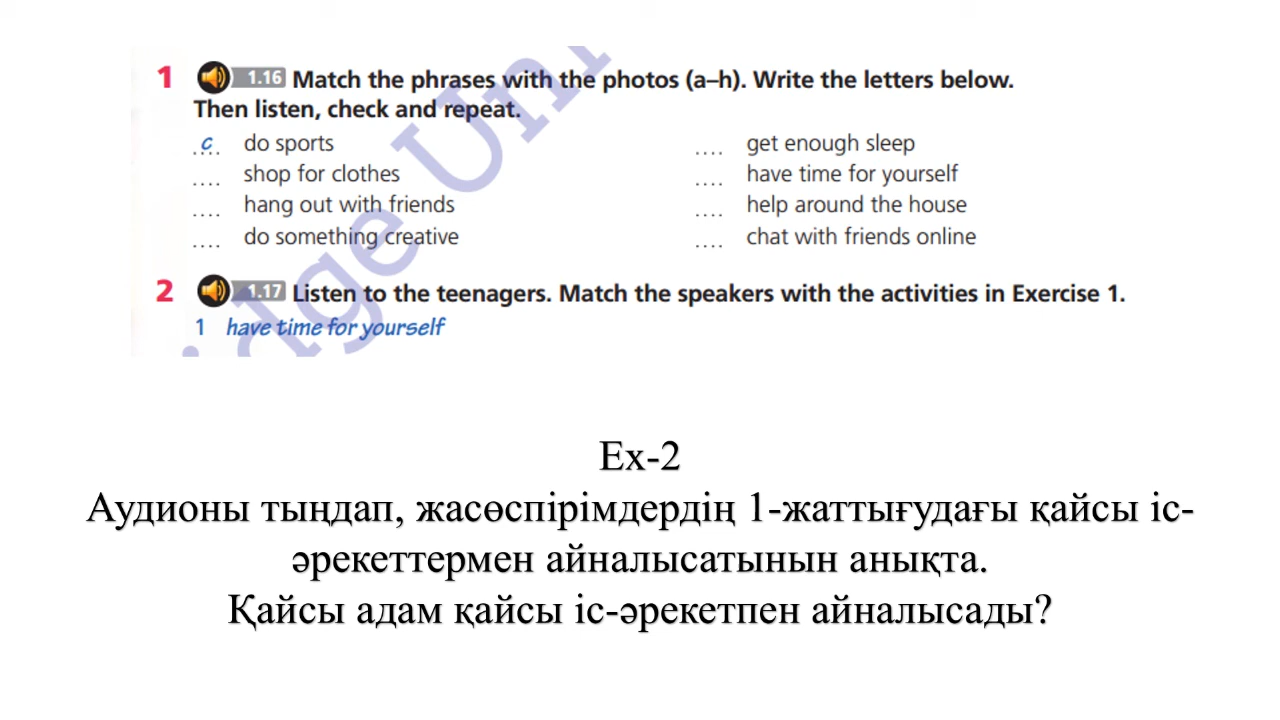 1 1.16 Match the phrases with the photos (a–h). Write the letters below.
Then listen, check and repeat.
c.... do sports .... get enough sleep
.... shop for clothes .... have time for yourself
.... hang out with friends .... help around the house
.... do something creative .... chat with friends online
2 1.17 Listen to the teenagers. Match the speakers with the activities in Exercise 1.
1 have time for yourself
idge Uni
Ex-2
Аудионы тыңдап, жасөспірімдердің 1-жаттығудағы қайсы іс-
әрекеттермен айналысатынын анықта.
Қайсы адам қайсы іс-әрекетпен айналысады?